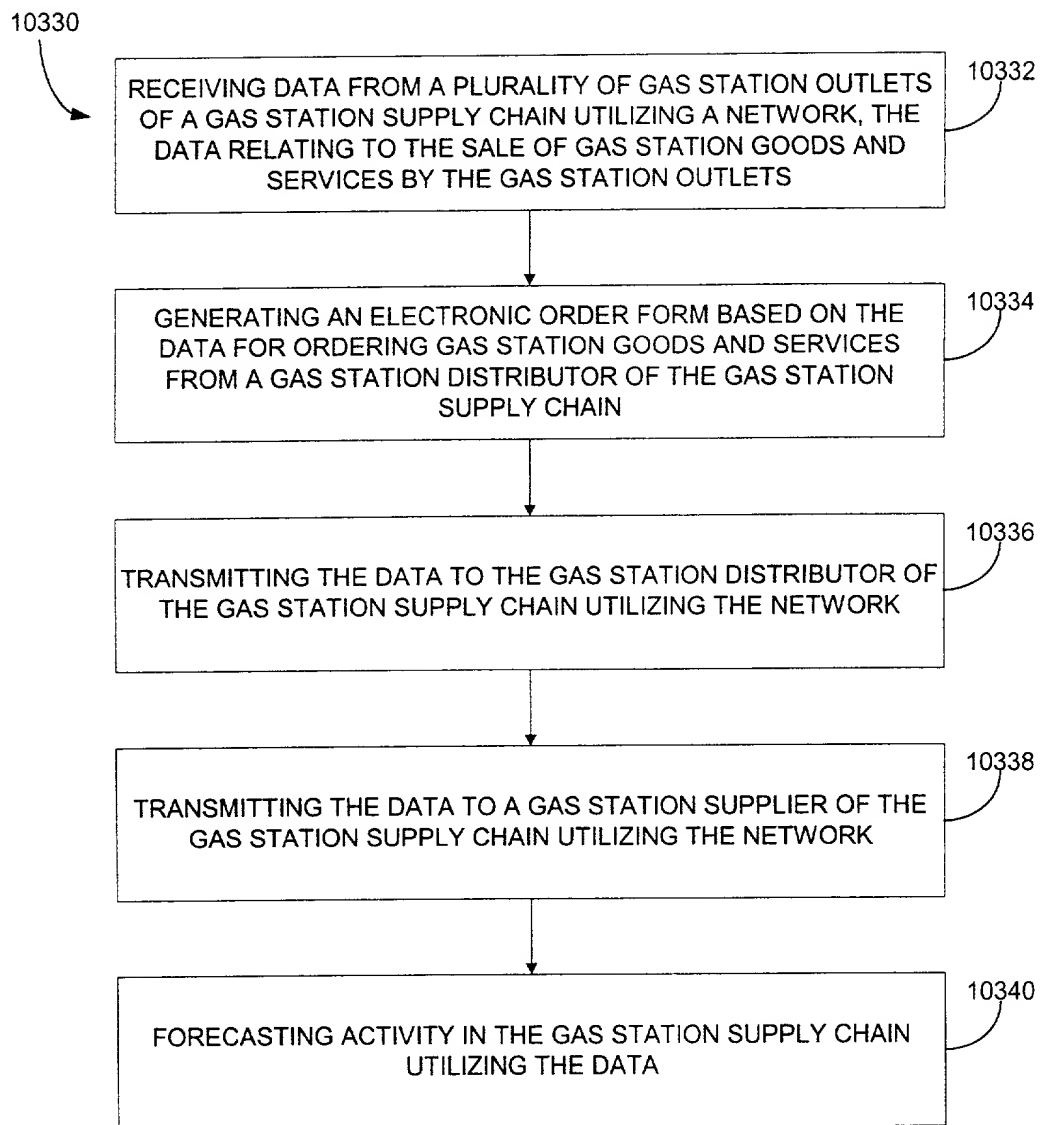 10330
10332
RECEIVING DATA FROM A PLURALITY OF GAS STATION OUTLETS
OF A GAS STATION SUPPLY CHAIN UTILIZING A NETWORK, THE
DATA RELATING TO THE SALE OF GAS STATION GOODS AND
SERVICES BY THE GAS STATION OUTLETS
10334
GENERATING AN ELECTRONIC ORDER FORM BASED ON THE
DATA FOR ORDERING GAS STATION GOODS AND SERVICES
FROM A GAS STATION DISTRIBUTOR OF THE GAS STATION
SUPPLY CHAIN
10336
TRANSMITTING THE DATA TO THE GAS STATION DISTRIBUTOR OF
THE GAS STATION SUPPLY CHAIN UTILIZING THE NETWORK
10338
TRANSMITTING THE DATA TO A GAS STATION SUPPLIER OF THE
GAS STATION SUPPLY CHAIN UTILIZING THE NETWORK
10340
FORECASTING ACTIVITY IN THE GAS STATION SUPPLY CHAIN
UTILIZING THE DATA